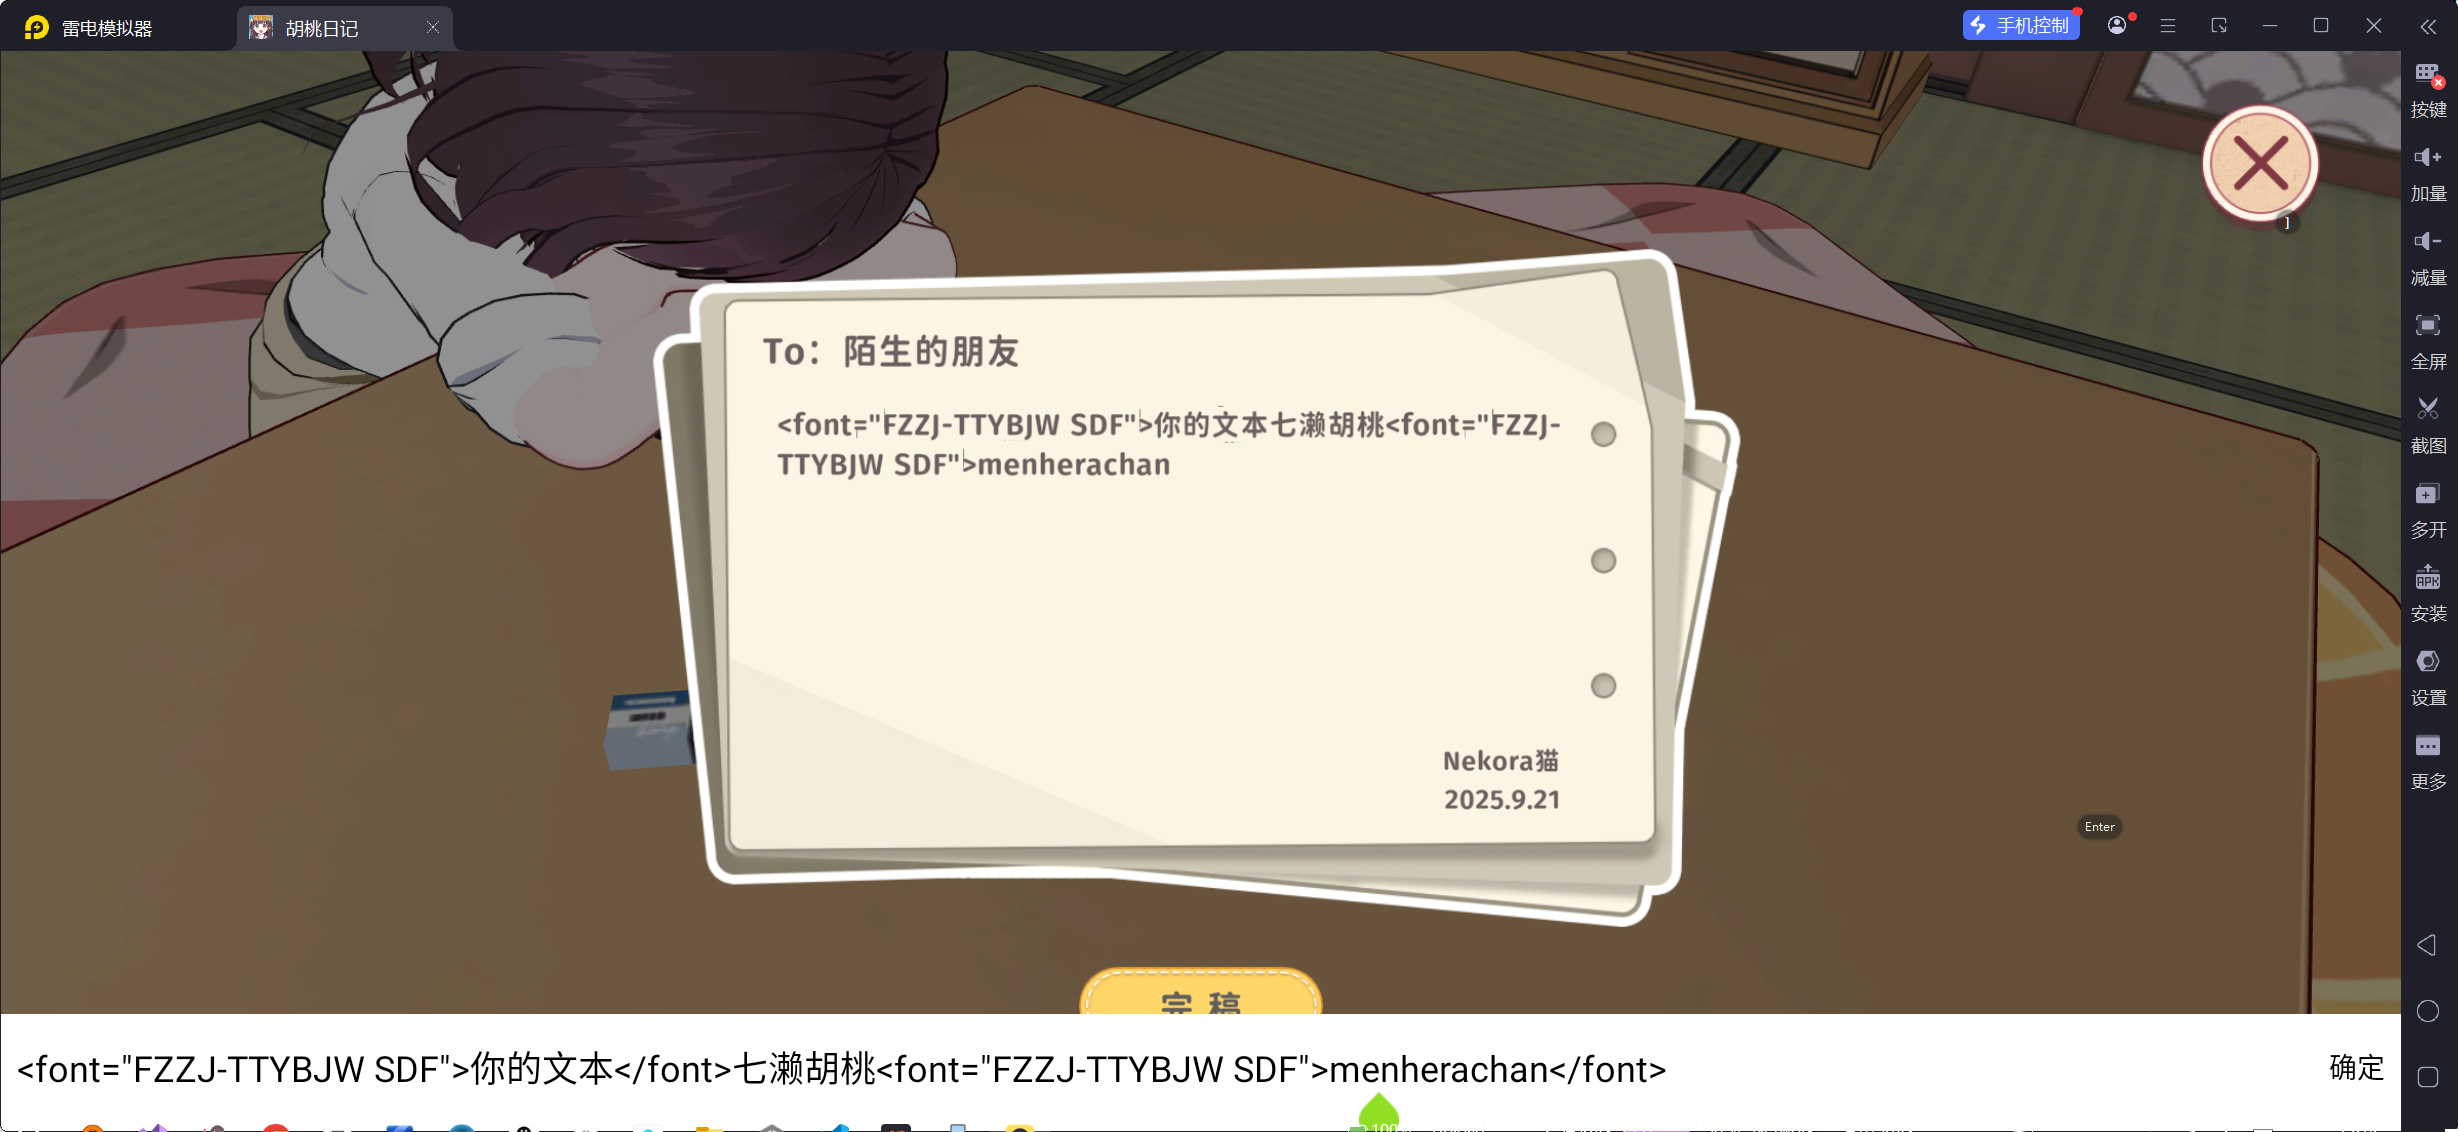 雷电模拟器
胡桃日记
手机控制
按键
加量
减量
全屏
截图
多开
APK
安装
设置
更多
]
To：陌生的朋友
<font="FZZJ-TTYBJW SDF">你的文本七濑胡桃<font="FZZJ-
TTYBJW SDF">menherachan
Nekora猫
2025.9.21
Enter
完稿
<font="FZZJ-TTYBJW SDF">你的文本</font>七濑胡桃<font="FZZJ-TTYBJW SDF">menherachan</font>
确定